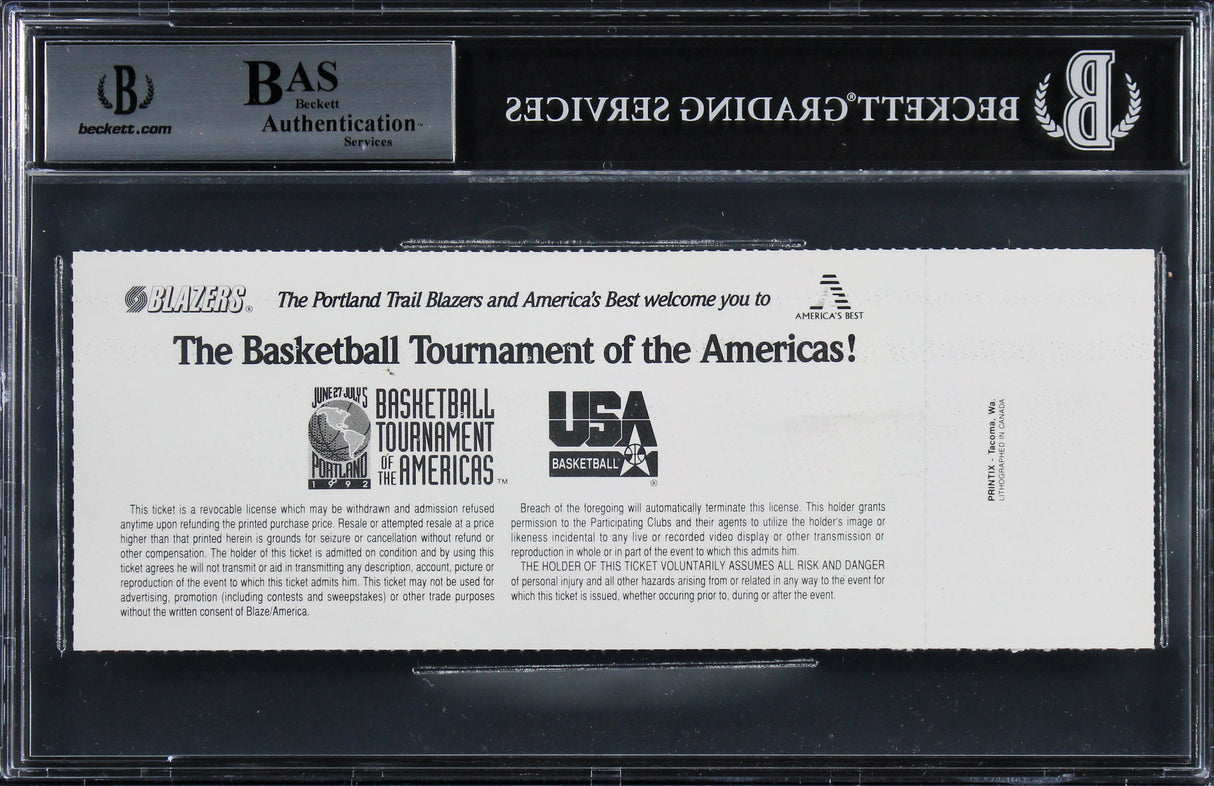 B
beckett.com
BAS
Beckett
Authentication™
Services
BECKETT® GRADING SERVICES
B
BLAZERS®
The Portland Trail Blazers and America's Best welcome you to
A
AMERICA'S BEST
The Basketball Tournament of the Americas!
JUNE 27 JULY 5
PORTLAND
1992
BASKETBALL
TOURNAMENT
OF THE AMERICAS™
USA
BASKETBALL
®
This ticket is a revocable license which may be withdrawn and admission refused
anytime upon refunding the printed purchase price. Resale or attempted resale at a price
higher than that printed herein is grounds for seizure or cancellation without refund or
other compensation. The holder of this ticket is admitted on condition and by using this
ticket agrees he will not transmit or aid in transmitting any description, account, picture or
reproduction of the event to which this ticket admits him. This ticket may not be used for
advertising, promotion (including contests and sweepstakes) or other trade purposes
without the written consent of Blaze/America.
Breach of the foregoing will automatically terminate this license. This holder grants
permission to the Participating Clubs and their agents to utilize the holder's image or
likeness incidental to any live or recorded video display or other transmission or
reproduction in whole or in part of the event to which this admits him.
THE HOLDER OF THIS TICKET VOLUNTARILY ASSUMES ALL RISK AND DANGER
of personal injury and all other hazards arising from or related in any way to the event for
which this ticket is issued, whether occuring prior to, during or after the event.
PRINTIX - Tacoma, Wa.
LITHOGRAPHED IN CANADA